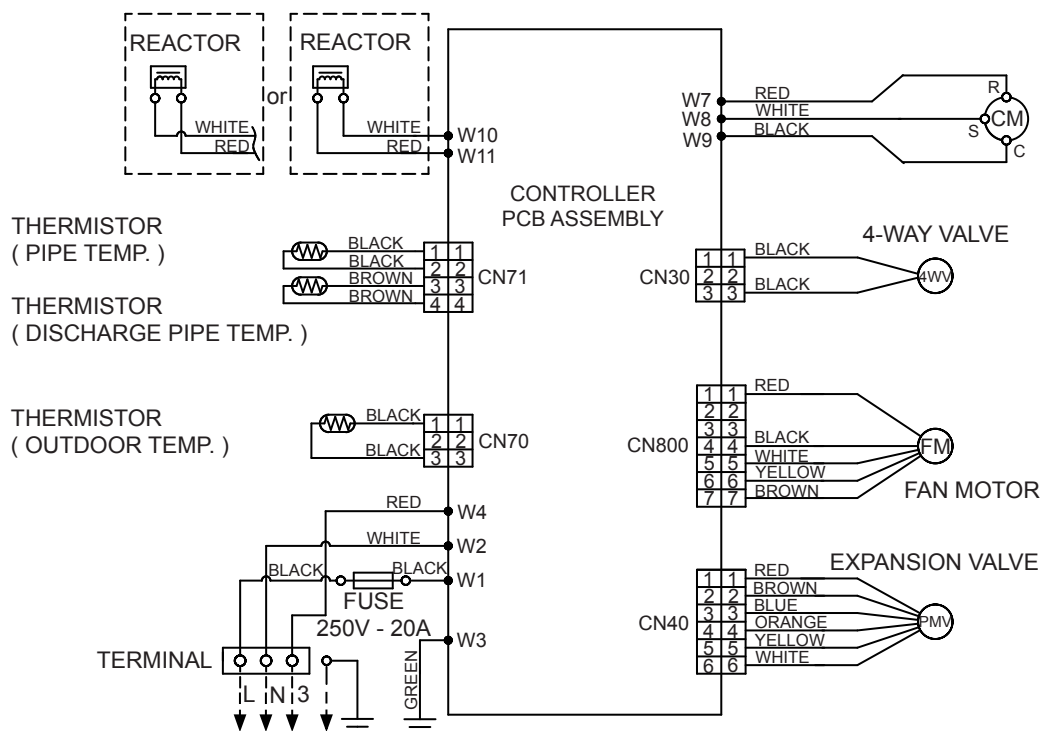 REACTOR
WHITE
RED
or
REACTOR
WHITE
RED
W10
W11
CONTROLLER
PCB ASSEMBLY
W7
W8
W9
RED
WHITE
BLACK
R
S
C
CM
THERMISTOR
( PIPE TEMP. )
THERMISTOR
( DISCHARGE PIPE TEMP. )
BLACK
BLACK
BROWN
BROWN
1 1
2 2
3 3
4 4
CN71
CN30
1 1
2 2
3 3
BLACK
BLACK
4-WAY VALVE
4WV
THERMISTOR
( OUTDOOR TEMP. )
BLACK
BLACK
1 1
2 2
3 3
CN70
CN800
1 1
2 2
3 3
4 4
5 5
6 6
7 7
RED
BLACK
WHITE
YELLOW
BROWN
FM
FAN MOTOR
RED
W4
WHITE
W2
BLACK
BLACK
W1
FUSE
250V - 20A
W3
GREEN
TERMINAL
L N 3
CN40
1 1
2 2
3 3
4 4
5 5
6 6
RED
BROWN
BLUE
ORANGE
YELLOW
WHITE
EXPANSION VALVE
PMV